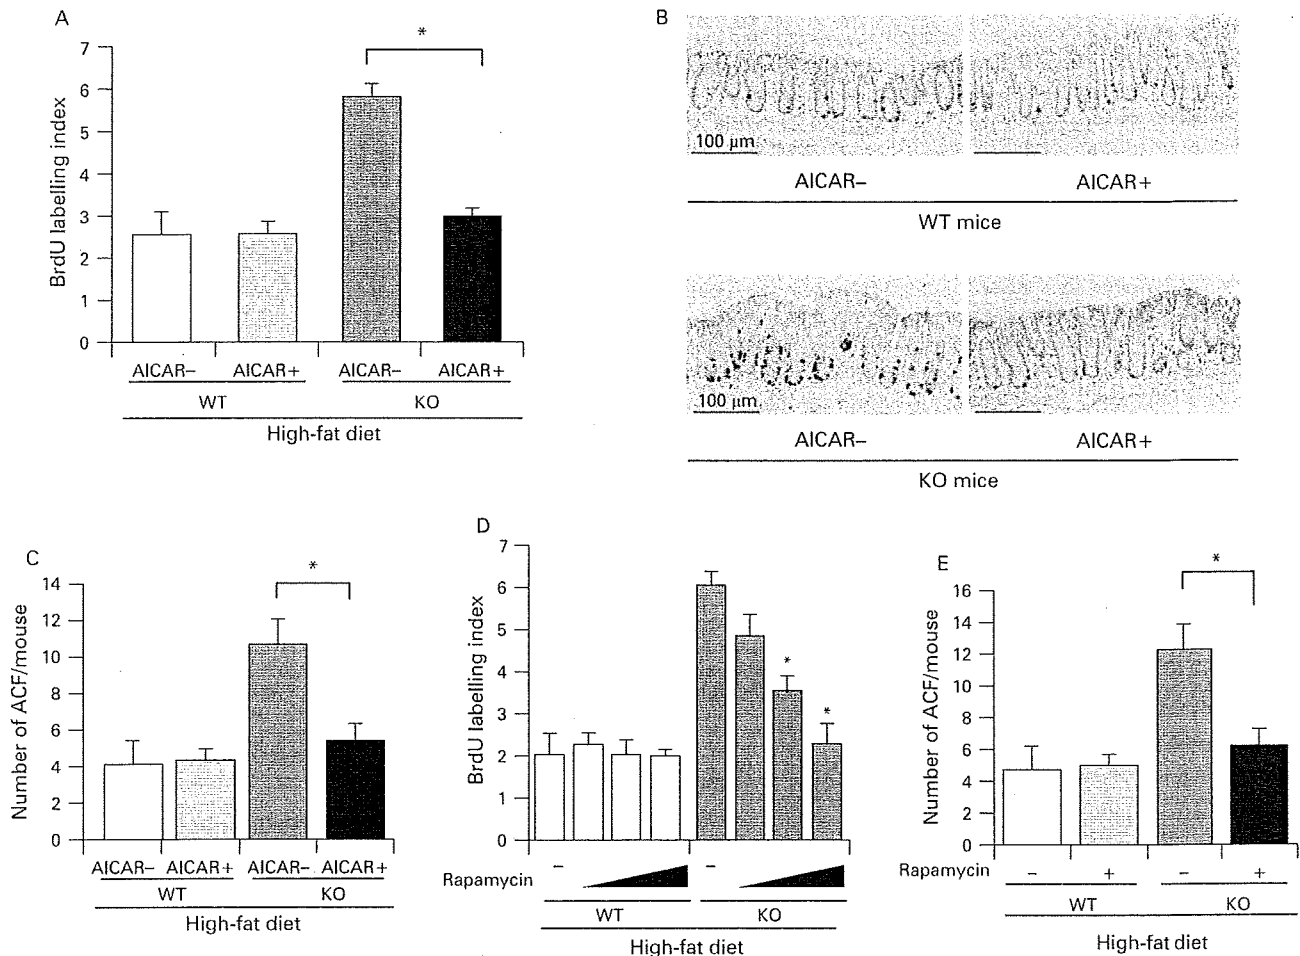 A
BrdU labelling index
7
6
5
4
3
2
1
0
*
AICAR– AICAR+ AICAR– AICAR+
WT KO
High-fat diet
B
100 μm
AICAR– AICAR+
WT mice
100 μm
AICAR– AICAR+
KO mice
C
Number of ACF/mouse
14
12
10
8
6
4
2
0
*
AICAR– AICAR+ AICAR– AICAR+
WT KO
High-fat diet
D
BrdU labelling index
7
6
5
4
3
2
1
0
* *
Rapamycin – –
WT KO
High-fat diet
E
Number of ACF/mouse
16
14
12
10
8
6
4
2
0
*
Rapamycin – + – +
WT KO
High-fat diet